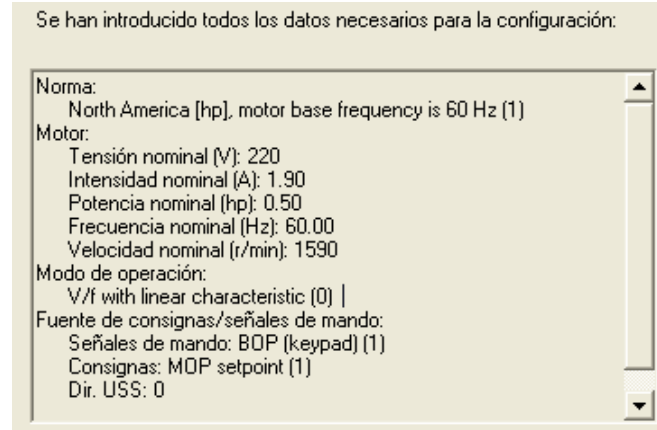 Se han introducido todos los datos necesarios para la configuración:
Norma:
North America [hp], motor base frequency is 60 Hz (1)
Motor:
Tensión nominal (V): 220
Intensidad nominal (A): 1.90
Potencia nominal (hp): 0.50
Frecuencia nominal (Hz): 60.00
Velocidad nominal (r/min): 1590
Modo de operación:
V/f with linear characteristic (0)
Fuente de consignas/señales de mando:
Señales de mando: BOP (keypad) (1)
Consignas: MOP setpoint (1)
Dir. USS: 0